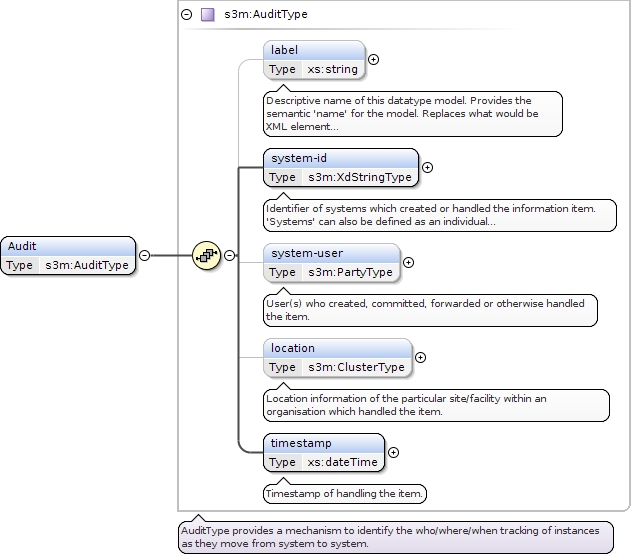 s3m:AuditType
label
Type xs:string
Descriptive name of this datatype model. Provides the
semantic 'name' for the model. Replaces what would be
XML element...
system-id
Type s3m:XdStringType
Identifier of systems which created or handled the information item.
'Systems' can also be defined as an individual...
Audit
Type s3m:AuditType
system-user
Type s3m:PartyType
User(s) who created, committed, forwarded or otherwise handled
the item.
location
Type s3m:ClusterType
Location information of the particular site/facility within an
organisation which handled the item.
timestamp
Type xs:dateTime
Timestamp of handling the item.
AuditType provides a mechanism to identify the who/where/when tracking of instances
as they move from system to system.